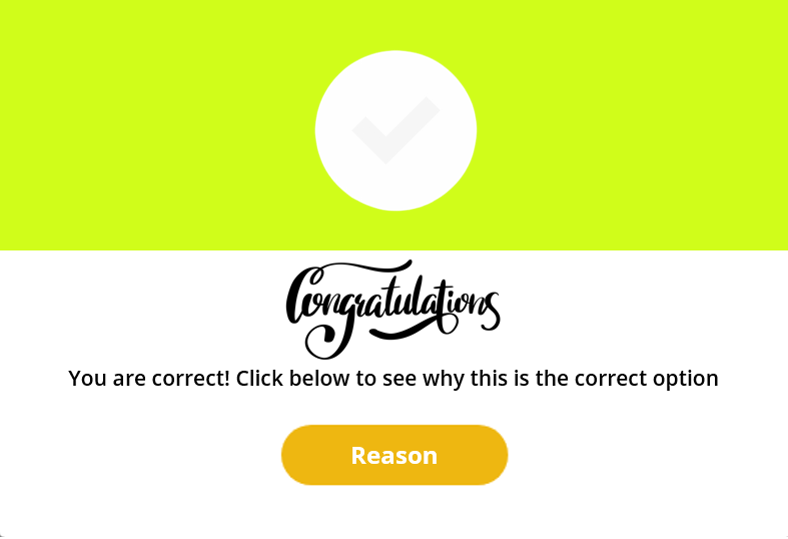 Congratulations
You are correct! Click below to see why this is the correct option
Reason